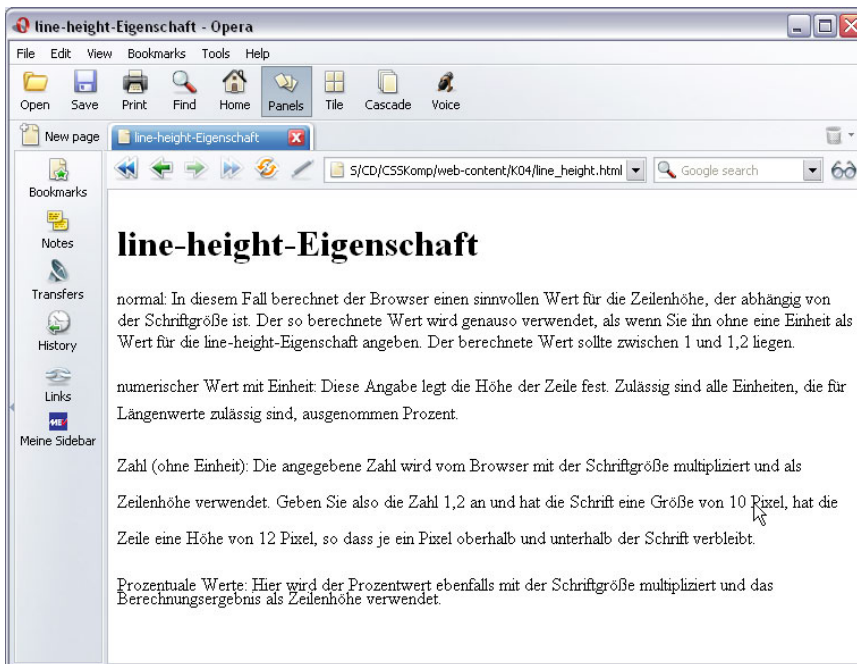 line-height-Eigenschaft - Opera
File Edit View Bookmarks Tools Help
Open Save Print Find Home Panels Tile Cascade Voice
New page line-height-Eigenschaft
S/CD/CSSKomp/web-content/K04/line_height.html Google search
Bookmarks
Notes
Transfers
History
Links
Meine Sidebar
line-height-Eigenschaft
normal: In diesem Fall berechnet der Browser einen sinnvollen Wert für die Zeilenhöhe, der abhängig von
der Schriftgröße ist. Der so berechnete Wert wird genauso verwendet, als wenn Sie ihn ohne eine Einheit als
Wert für die line-height-Eigenschaft angeben. Der berechnete Wert sollte zwischen 1 und 1,2 liegen.
numerischer Wert mit Einheit: Diese Angabe legt die Höhe der Zeile fest. Zulässig sind alle Einheiten, die für
Längenwerte zulässig sind, ausgenommen Prozent.
Zahl (ohne Einheit): Die angegebene Zahl wird vom Browser mit der Schriftgröße multipliziert und als
Zeilenhöhe verwendet. Geben Sie also die Zahl 1,2 an und hat die Schrift eine Größe von 10 Pixel, hat die
Zeile eine Höhe von 12 Pixel, so dass je ein Pixel oberhalb und unterhalb der Schrift verbleibt.
Prozentuale Werte: Hier wird der Prozentwert ebenfalls mit der Schriftgröße multipliziert und das
Berechnungsergebnis als Zeilenhöhe verwendet.